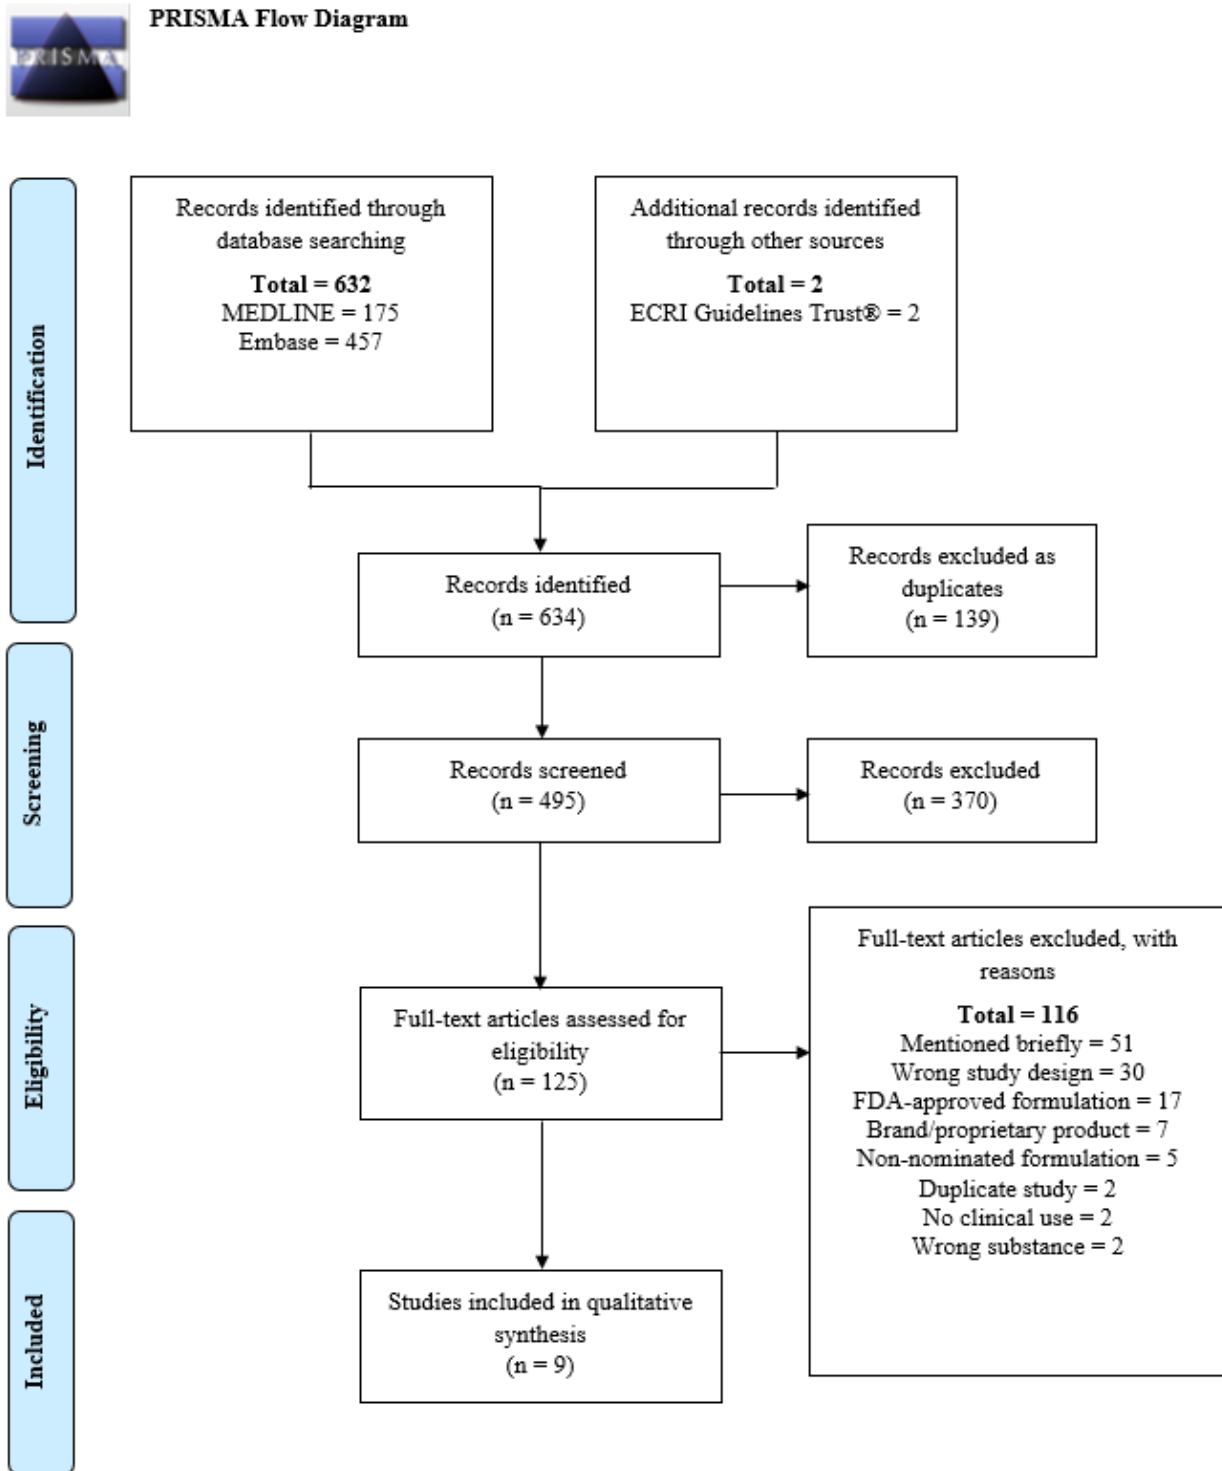 PRISMA
PRISMA Flow Diagram
Identification
Records identified through
database searching
Total = 632
MEDLINE = 175
Embase = 457
Additional records identified
through other sources
Total = 2
ECRI Guidelines Trust® = 2
Records identified
(n = 634)
Records excluded as
duplicates
(n = 139)
Screening
Records screened
(n = 495)
Records excluded
(n = 370)
Eligibility
Full-text articles assessed for
eligibility
(n = 125)
Full-text articles excluded, with
reasons
Total = 116
Mentioned briefly = 51
Wrong study design = 30
FDA-approved formulation = 17
Brand/proprietary product = 7
Non-nominated formulation = 5
Duplicate study = 2
No clinical use = 2
Wrong substance = 2
Included
Studies included in qualitative
synthesis
(n = 9)